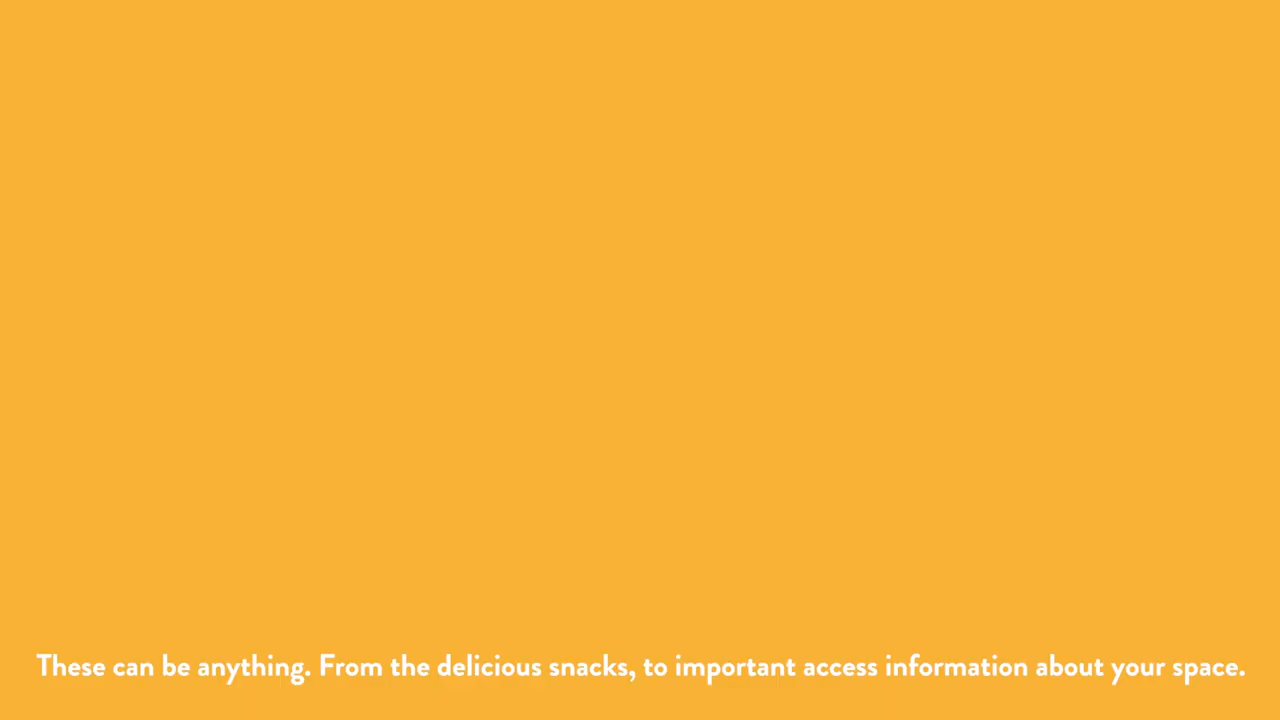 These can be anything. From the delicious snacks, to important access information about your space.